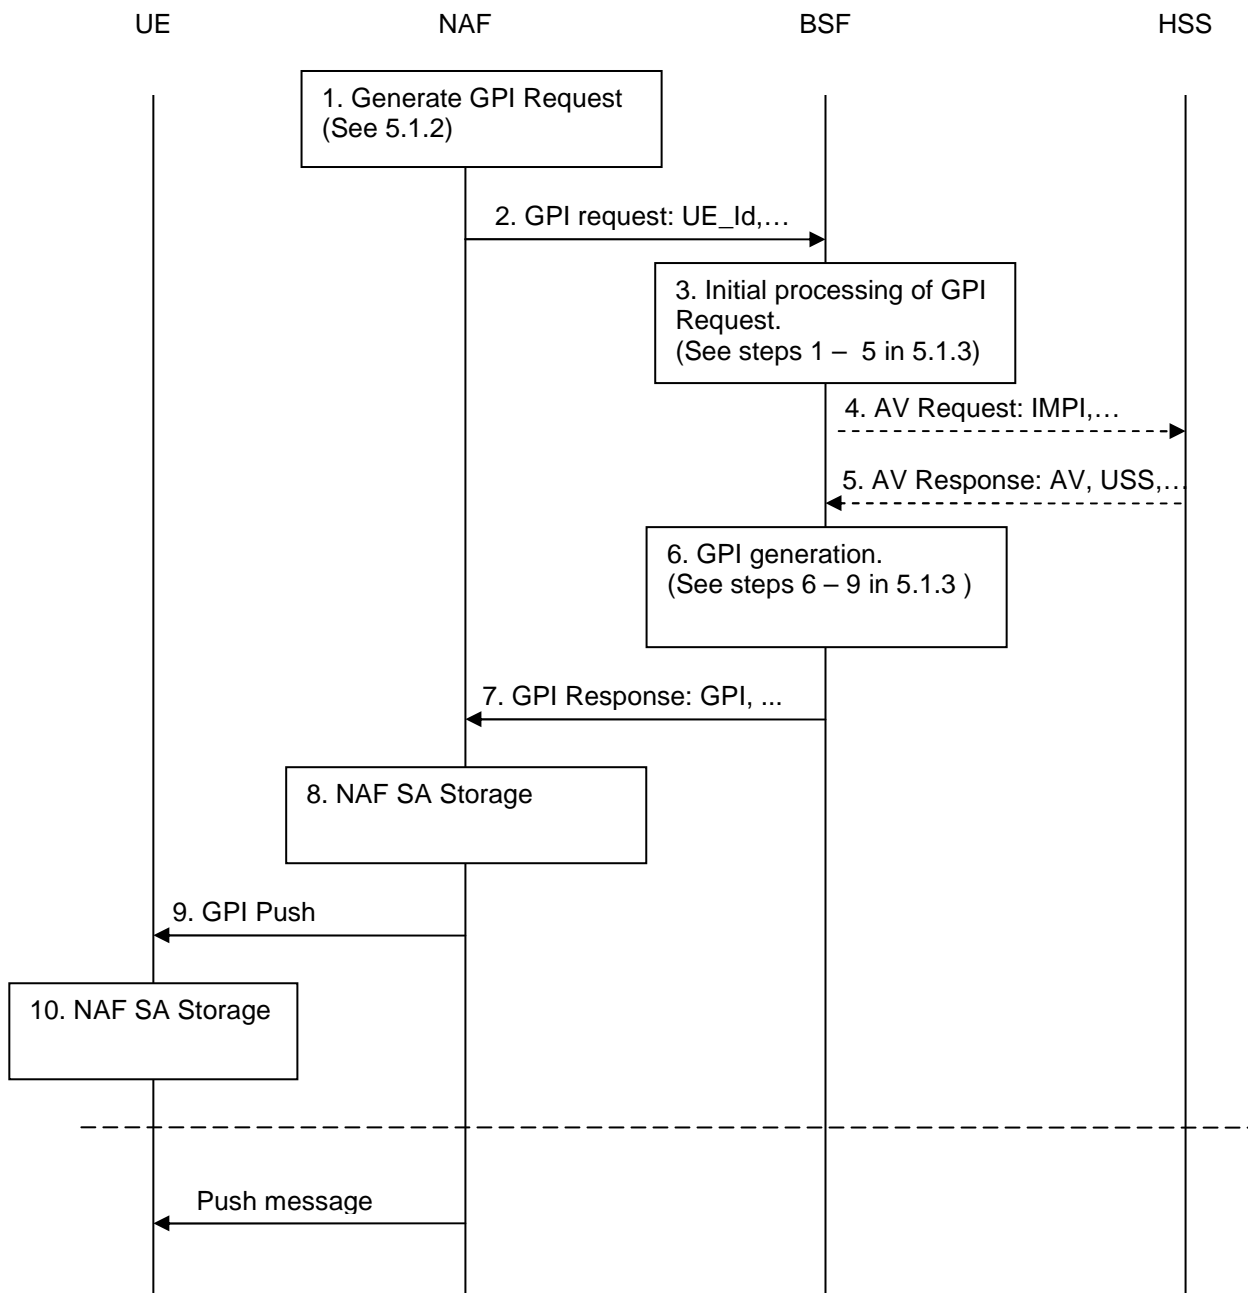 UE NAF BSF HSS
1. Generate GPI Request
(See 5.1.2)
2. GPI request: UE_Id,…
3. Initial processing of GPI
Request.
(See steps 1 – 5 in 5.1.3)
4. AV Request: IMPI,…
5. AV Response: AV, USS,…
6. GPI generation.
(See steps 6 – 9 in 5.1.3 )
7. GPI Response: GPI, ...
8. NAF SA Storage
9. GPI Push
10. NAF SA Storage
Push message